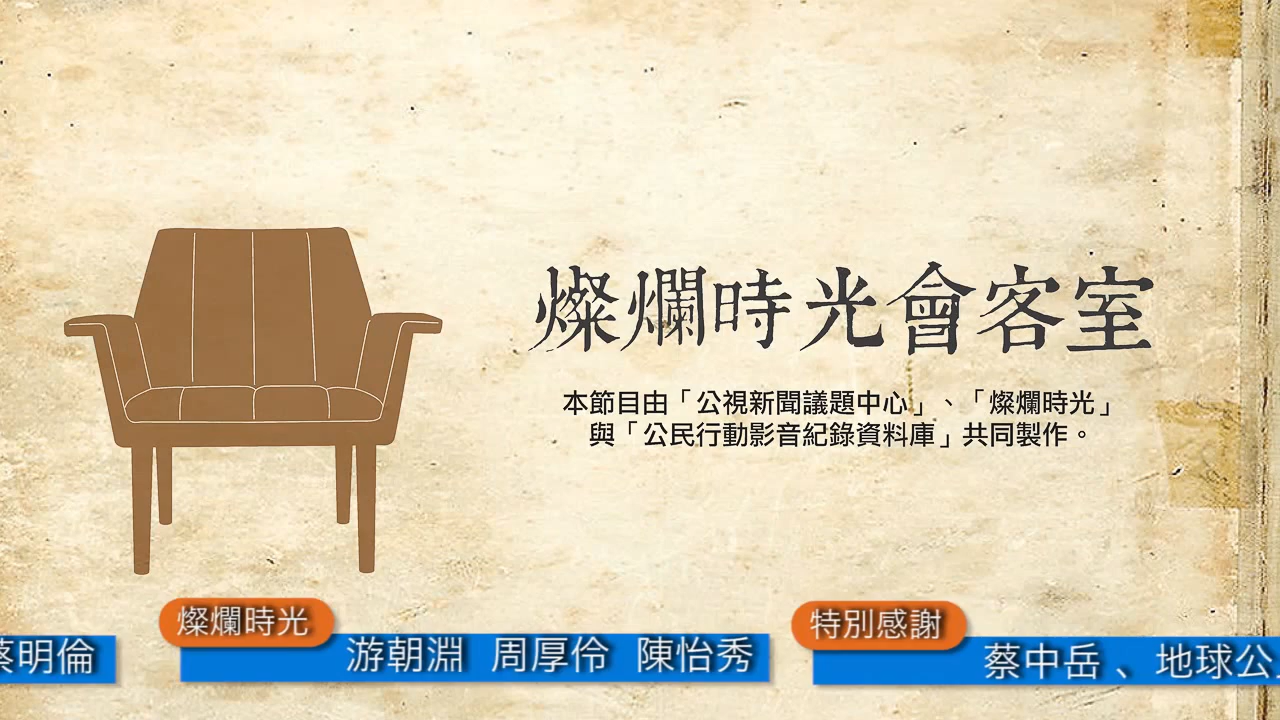 燦爛時光會客室
本節目由「公視新聞議題中心」、「燦爛時光」
與「公民行動影音紀錄資料庫」共同製作。
蔡明倫
燦爛時光
游朝淵 周厚伶 陳怡秀
特別感謝
蔡中岳、地球公